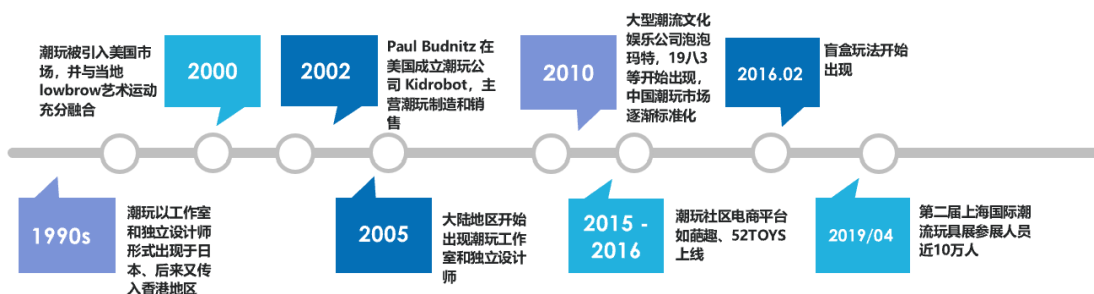 潮玩被引入美国市
场，并与当地
lowbrow艺术运动
充分融合
2000
2002
Paul Budnitz 在
美国成立潮玩公
司 Kidrobot，主
营潮玩制造和销
售
2010
大型潮流文化
娱乐公司泡泡
玛特，19八3
等开始出现，
中国潮玩市场
逐渐标准化
2016.02
盲盒玩法开始
出现
1990s
潮玩以工作室
和独立设计师
形式出现于日
本、后来又传
入香港地区
2005
大陆地区开始
出现潮玩工作
室和独立设计
师
2015 -
2016
潮玩社区电商平台
如葩趣、52TOYS
上线
2019/04
第二届上海国际潮
流玩具展参展人员
近10万人